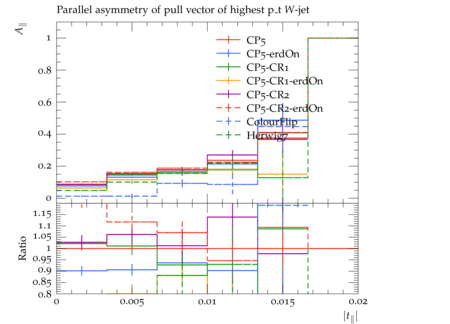 Parallel asymmetry of pull vector of highest p_t W-jet
A∥
1
0.8
0.6
0.4
0.2
0
CP5
CP5-erdOn
CP5-CR1
CP5-CR1-erdOn
CP5-CR2
CP5-CR2-erdOn
ColourFlip
Herwig7
Ratio
1.15
1.1
1.05
1
0.95
0.9
0.85
0.8
0
0.005
0.01
0.015
0.02
|t∥|